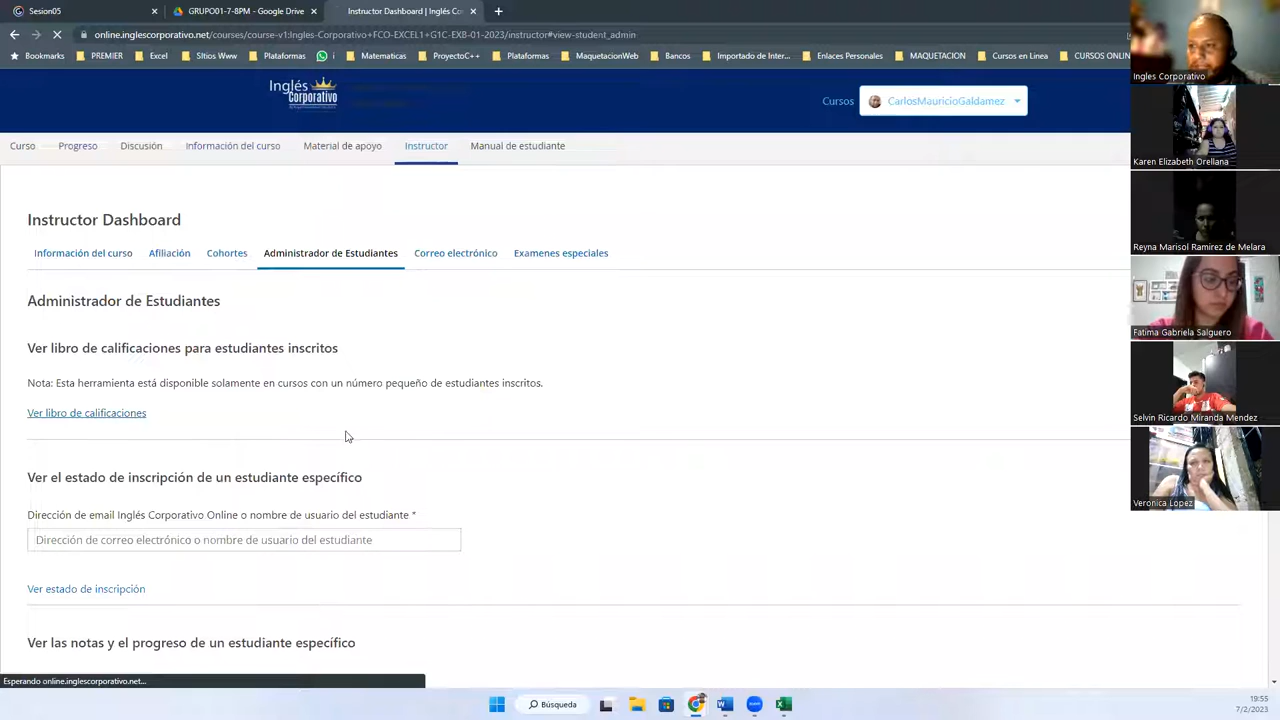 Sesion05
GRUPO01-7-8PM - Google Drive
Instructor Dashboard | Inglés Co
online.inglescorporativo.net/courses/course-v1:Ingles-Corporativo+FCO-EXCEL1+G1C-EXB-01-2023/instructor#view-student_admin
Bookmarks PREMIER Excel SItios Www Plataformas i Matematicas ProyectoC++ Plataformas MaquetacionWeb Bancos Importado de Inter... Enlaces Personales MAQUETACION Cursos en Linea CURSOS ONLIN
Inglés
Corporativo
Cursos
CarlosMauricioGaldamez
Curso Progreso Discusión Información del curso Material de apoyo Instructor Manual de estudiante
Instructor Dashboard
Información del curso Afiliación Cohortes Administrador de Estudiantes Correo electrónico Examenes especiales
Administrador de Estudiantes
Ver libro de calificaciones para estudiantes inscritos
Nota: Esta herramienta está disponible solamente en cursos con un número pequeño de estudiantes inscritos.
Ver libro de calificaciones
Ver el estado de inscripción de un estudiante específico
Dirección de email Inglés Corporativo Online o nombre de usuario del estudiante *
Dirección de correo electrónico o nombre de usuario del estudiante
Ver estado de inscripción
Ver las notas y el progreso de un estudiante específico
Esperando online.inglescorporativo.net...
Búsqueda
19:55
7/2/2023
Ingles Corporativo
Karen Elizabeth Orellana
Reyna Marisol Ramirez de Melara
Fatima Gabriela Salguero
Selvin Ricardo Miranda Mendez
Veronica Lopez